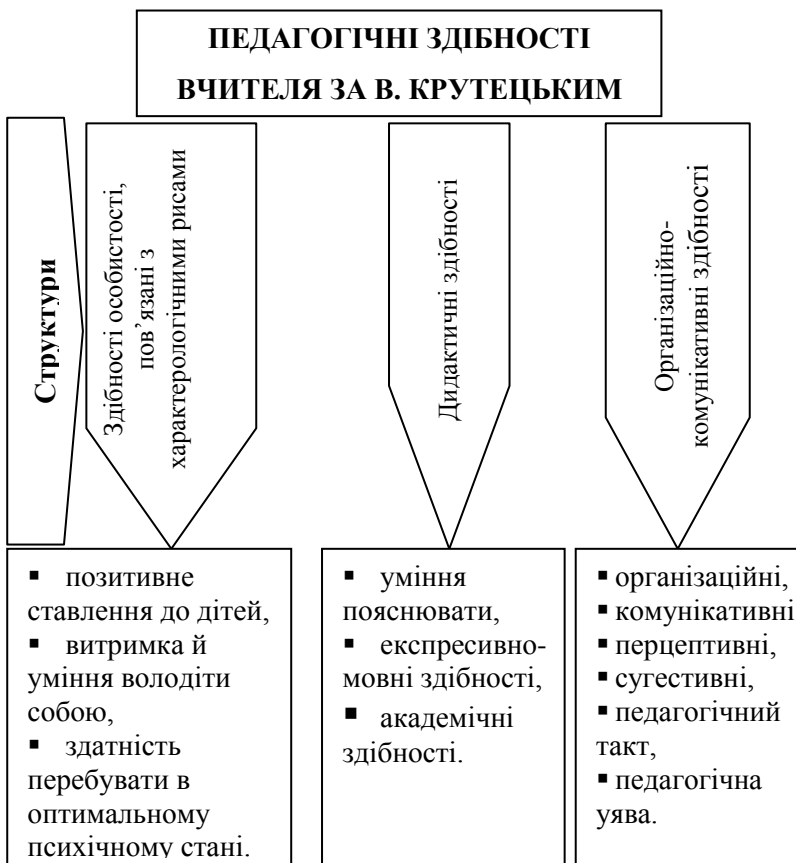 ПЕДАГОГІЧНІ ЗДІБНОСТІ
ВЧИТЕЛЯ ЗА В. КРУТЕЦЬКИМ
Структури
Здібності особистості,
пов’язані з
характерологічними рисами
Дидактичні здібності
Організаційно-
комунікативні здібності
▪ позитивне
ставлення до дітей,
▪ витримка й
уміння володіти
собою,
▪ здатність
перебувати в
оптимальному
психічному стані.
▪ уміння
пояснювати,
▪ експресивно-
мовні здібності,
▪ академічні
здібності.
▪ організаційні,
▪ комунікативні
▪ перцептивні,
▪ сугестивні,
▪ педагогічний
такт,
▪ педагогічна
уява.